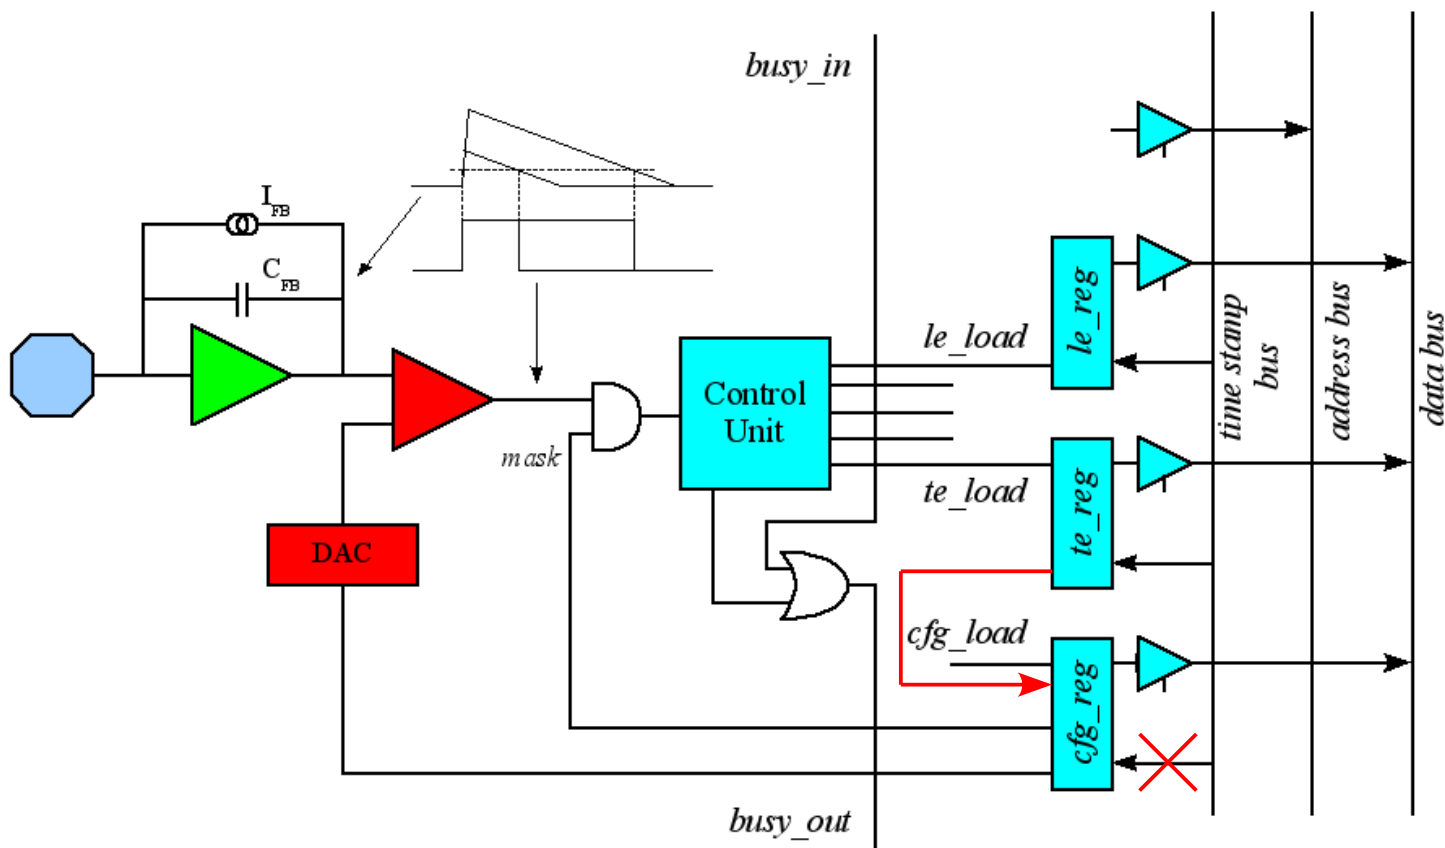 busy_in
I_FB
C_FB
le_load
le_reg
time stamp
bus
address bus
data bus
Control
Unit
mask
te_load
te_reg
DAC
cfg_load
cfg_reg
busy_out